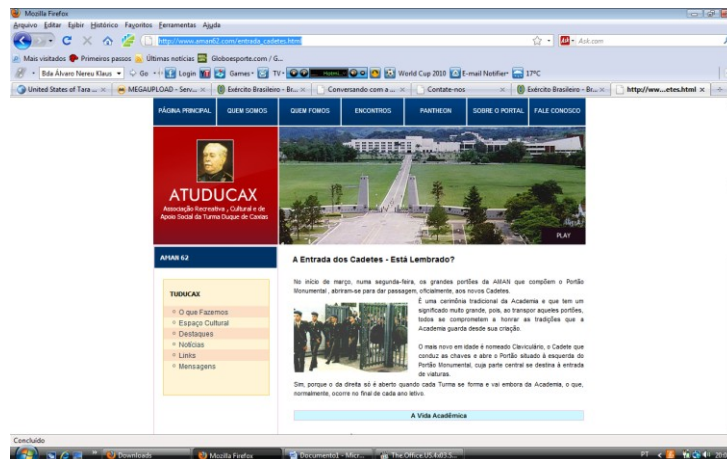 Mozilla Firefox
Arquivo Editar Exibir Histórico Favoritos Ferramentas Ajuda
http://www.aman62.com/entrada_cadetes.html
Ask.com
Mais visitados Primeiros passos Últimas notícias Globoesporte.com / G...
Bda Álvaro Nereu Klaus Go Login Games TV World Cup 2010 E-mail Notifier 17°C
United States of Tara ... MEGAUPLOAD - Serv... Exército Brasileiro - Br... Conversando com a ... Contate-nos Exército Brasileiro - Br... http://ww...etes.html
PÁGINA PRINCIPAL QUEM SOMOS QUEM FOMOS ENCONTROS PANTHEON SOBRE O PORTAL FALE CONOSCO
ATUDUCAX
Associação Recreativa , Cultural e de
Apoio Social da Turma Duque de Caxias
PLAY
AMAN 62
TUDUCAX
O que Fazemos
Espaço Cultural
Destaques
Notícias
Links
Mensagens
A Entrada dos Cadetes - Está Lembrado?
No início de março, numa segunda-feira, os grandes portões da AMAN que compõem o Portão
Monumental , abriram-se para dar passagem, oficialmente, aos novos Cadetes.
É uma cerimônia tradicional da Academia e que tem um
significado muito grande, pois, ao transpor aqueles portões,
todos se comprometem a honrar as tradições que a
Academia guarda desde sua criação.
O mais novo em idade é nomeado Claviculário, o Cadete que
conduz as chaves e abre o Portão situado à esquerda do
Portão Monumental, cuja parte central se destina à entrada
de viaturas.
Sim, porque o da direita só é aberto quando cada Turma se forma e vai embora da Academia, o que,
normalmente, ocorre no final de cada ano letivo.
A Vida Acadêmica
Concluído
Downloads Mozilla Firefox Documento1 - Micr... The.Office.US.4x03.S... PT